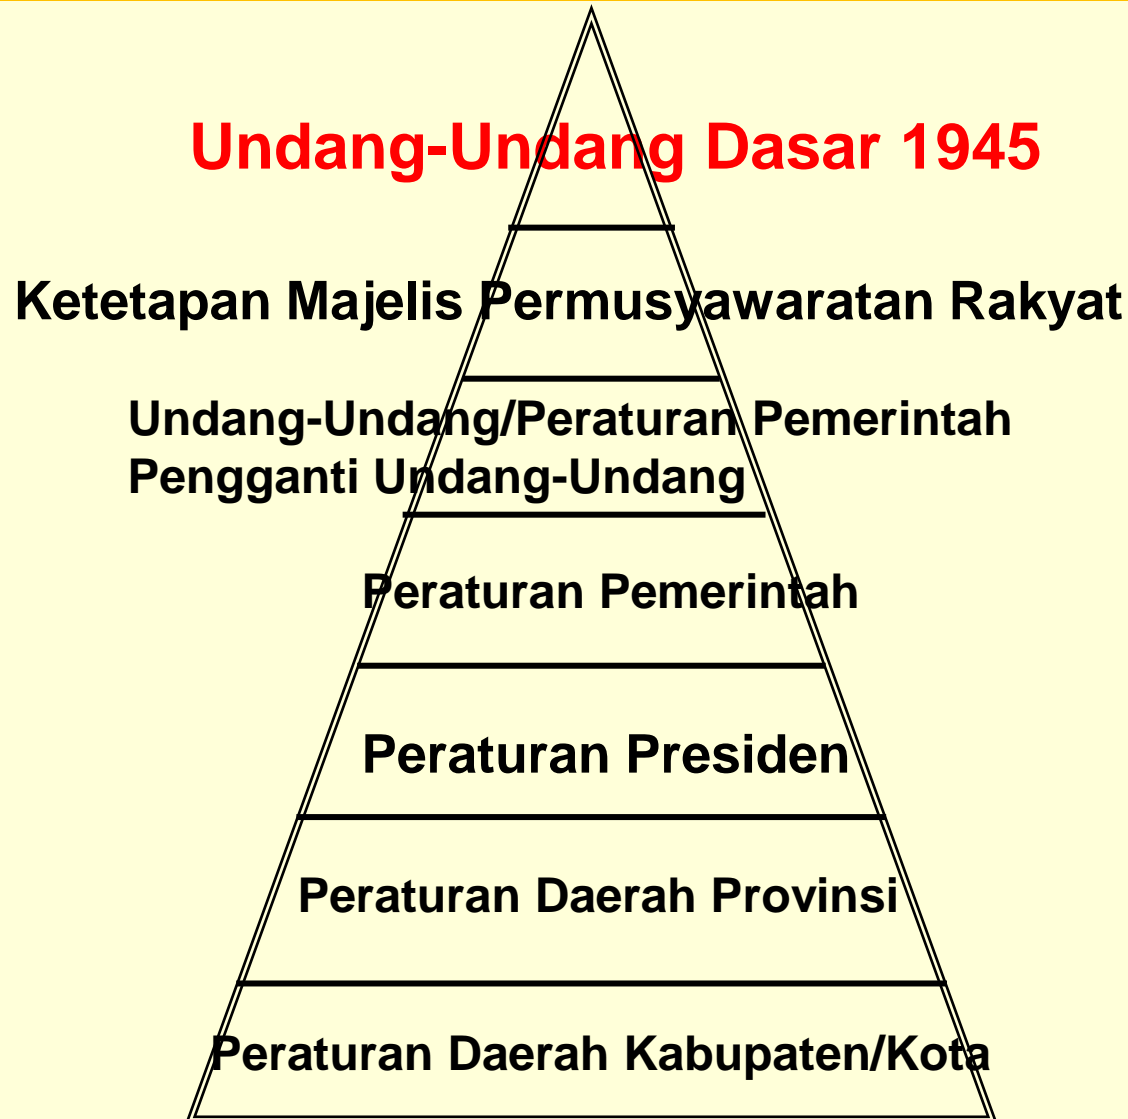 Undang-Undang Dasar 1945
Ketetapan Majelis Permusyawaratan Rakyat
Undang-Undang/Peraturan Pemerintah
Pengganti Undang-Undang
Peraturan Pemerintah
Peraturan Presiden
Peraturan Daerah Provinsi
Peraturan Daerah Kabupaten/Kota